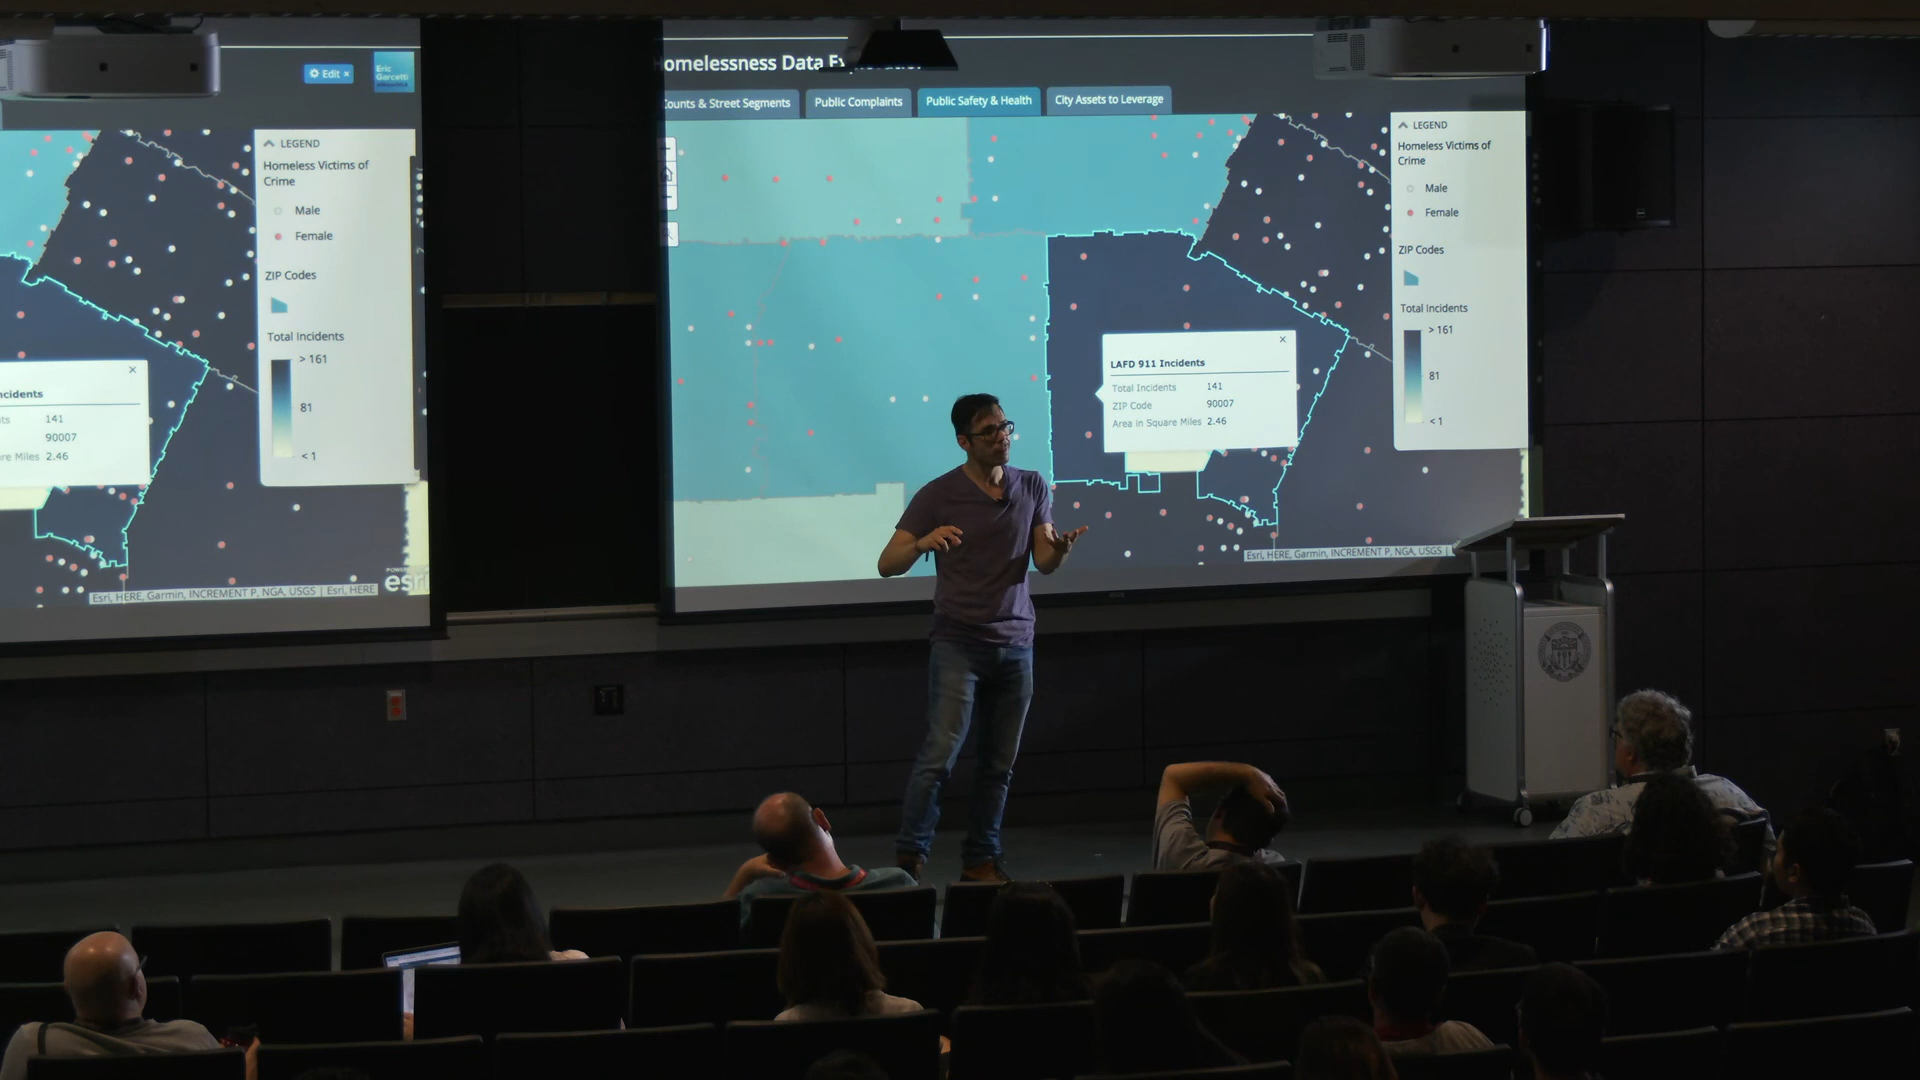 Edit ×
Eric
Garcetti
LEGEND
Homeless Victims of
Crime
Male
Female
ZIP Codes
Total Incidents
> 161
81
< 1
141
90007
re Miles 2.46
Esri, HERE, Garmin, INCREMENT P, NGA, USGS | Esri, HERE
esri
Homelessness Data
Counts & Street Segments
Public Complaints
Public Safety & Health
City Assets to Leverage
LEGEND
Homeless Victims of
Crime
Male
Female
ZIP Codes
Total Incidents
> 161
81
< 1
LAFD 911 Incidents
Total Incidents 141
ZIP Code 90007
Area in Square Miles 2.46
Esri, HERE, Garmin, INCREMENT P, NGA, USGS |